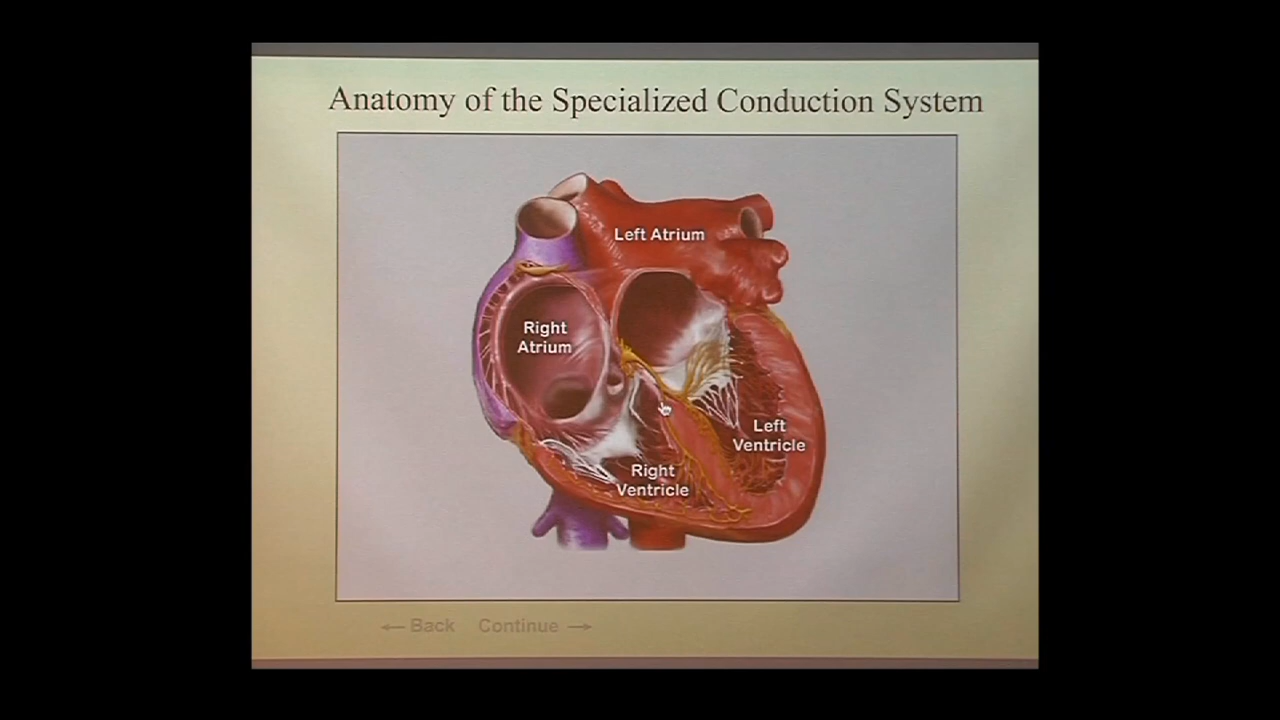 Anatomy of the Specialized Conduction System
Left Atrium
Right
Atrium
Left
Ventricle
Right
Ventricle
← Back Continue →